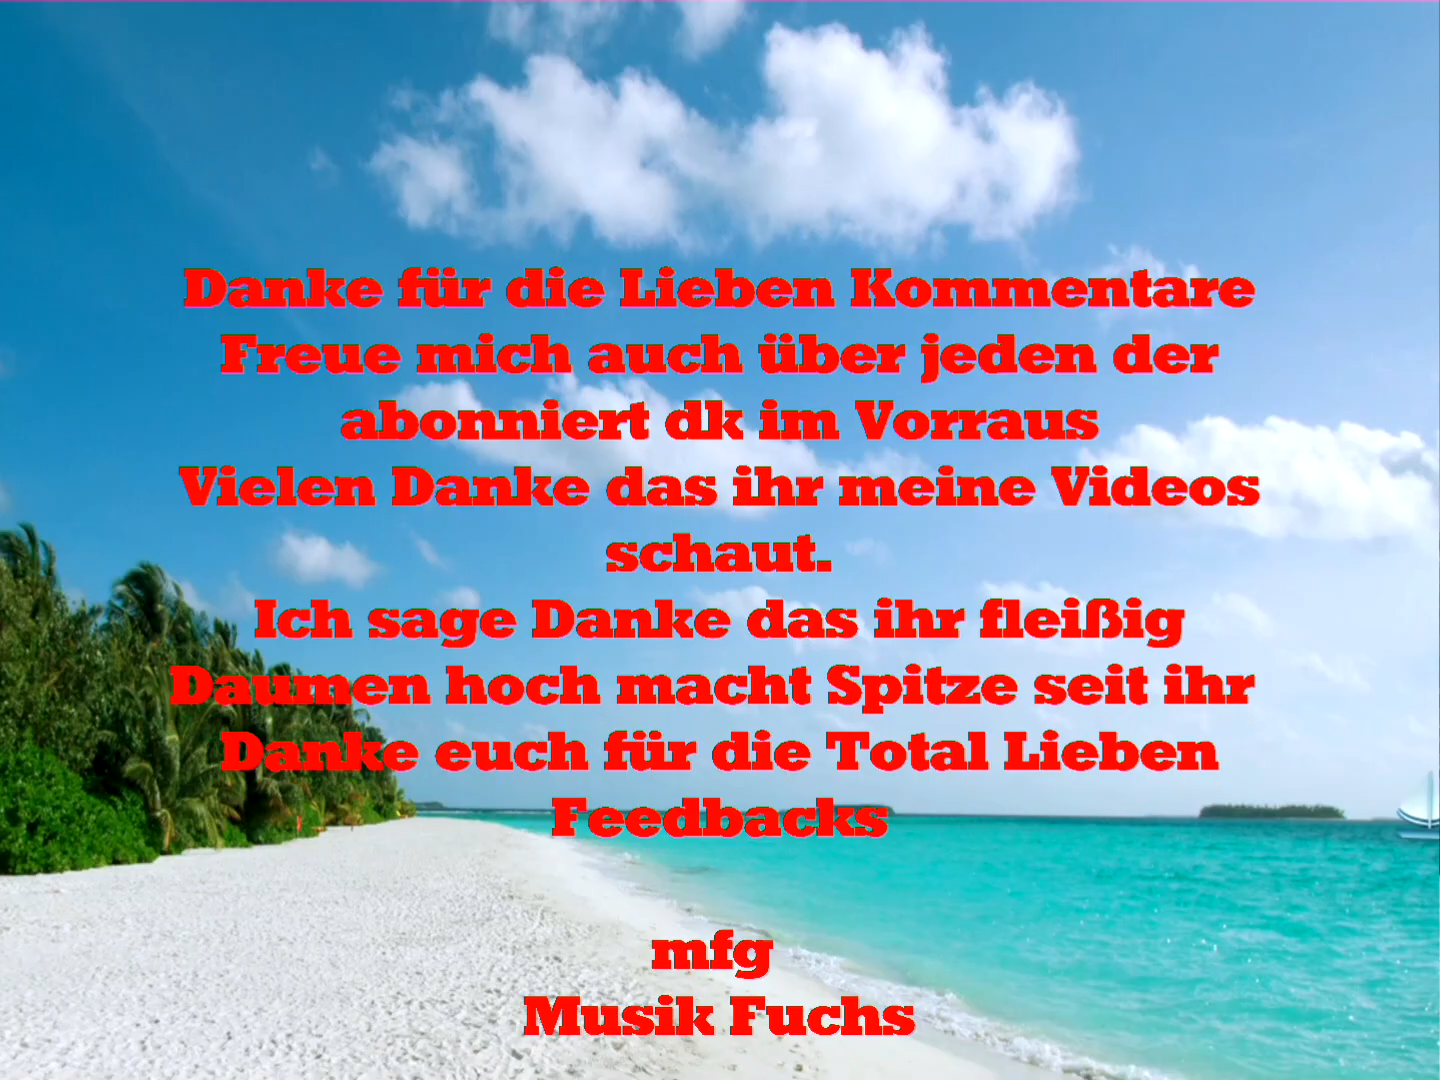 Danke für die Lieben Kommentare
Freue mich auch über jeden der
abonniert dk im Vorraus
Vielen Danke das ihr meine Videos
schaut.
Ich sage Danke das ihr fleißig
Daumen hoch macht Spitze seit ihr
Danke euch für die Total Lieben
Feedbacks
mfg
Musik Fuchs